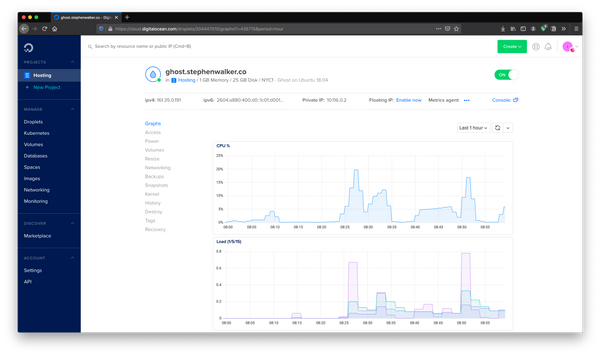 ghost.stephenwalker.co
https://cloud.digitalocean.com/droplets/
Search by resource name or public IP (Cmd+B)
Create
PROJECTS
Hosting
+ New Project
MANAGE
Droplets
Kubernetes
Volumes
Databases
Spaces
Images
Networking
Monitoring
DISCOVER
Marketplace
ACCOUNT
Settings
API
ghost.stephenwalker.co
in Hosting / 1 GB Memory / 25 GB Disk / NYC1 - Ghost on Ubuntu 18.04
ON
ipv4: 161.35.0.191
ipv6: 2604:a880:400:d0::1c01:d001...
Private IP: 10.116.0.2
Floating IP: Enable now
Metrics agent
Console:
Graphs
Access
Power
Volumes
Resize
Networking
Backups
Snapshots
Kernel
History
Destroy
Tags
Recovery
Last 1 hour
CPU %
25%
20%
15%
10%
5%
0%
08:00 08:05 08:10 08:15 08:20 08:25 08:30 08:35 08:40 08:45 08:50 08:55
Load (1/5/15)
0.8
0.6
0.4
0.2
0
08:00 08:05 08:10 08:15 08:20 08:25 08:30 08:35 08:40 08:45 08:50 08:55